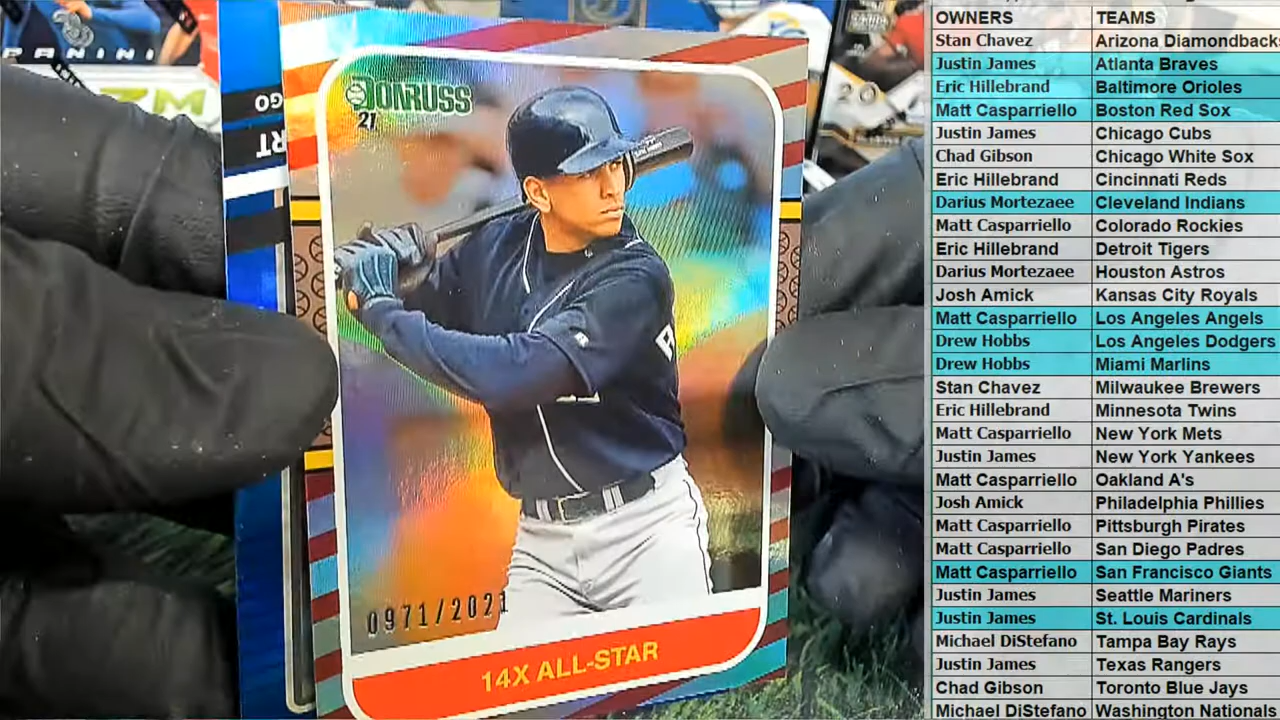 PANINI
ZM
GO
RT
DONRUSS
21
0971/2021
14X ALL-STAR
OWNERS TEAMS
Stan Chavez Arizona Diamondbacks
Justin James Atlanta Braves
Eric Hillebrand Baltimore Orioles
Matt Casparriello Boston Red Sox
Justin James Chicago Cubs
Chad Gibson Chicago White Sox
Eric Hillebrand Cincinnati Reds
Darius Mortezaee Cleveland Indians
Matt Casparriello Colorado Rockies
Eric Hillebrand Detroit Tigers
Darius Mortezaee Houston Astros
Josh Amick Kansas City Royals
Matt Casparriello Los Angeles Angels
Drew Hobbs Los Angeles Dodgers
Drew Hobbs Miami Marlins
Stan Chavez Milwaukee Brewers
Eric Hillebrand Minnesota Twins
Matt Casparriello New York Mets
Justin James New York Yankees
Matt Casparriello Oakland A's
Josh Amick Philadelphia Phillies
Matt Casparriello Pittsburgh Pirates
Matt Casparriello San Diego Padres
Matt Casparriello San Francisco Giants
Justin James Seattle Mariners
Justin James St. Louis Cardinals
Michael DiStefano Tampa Bay Rays
Justin James Texas Rangers
Chad Gibson Toronto Blue Jays
Michael DiStefano Washington Nationals